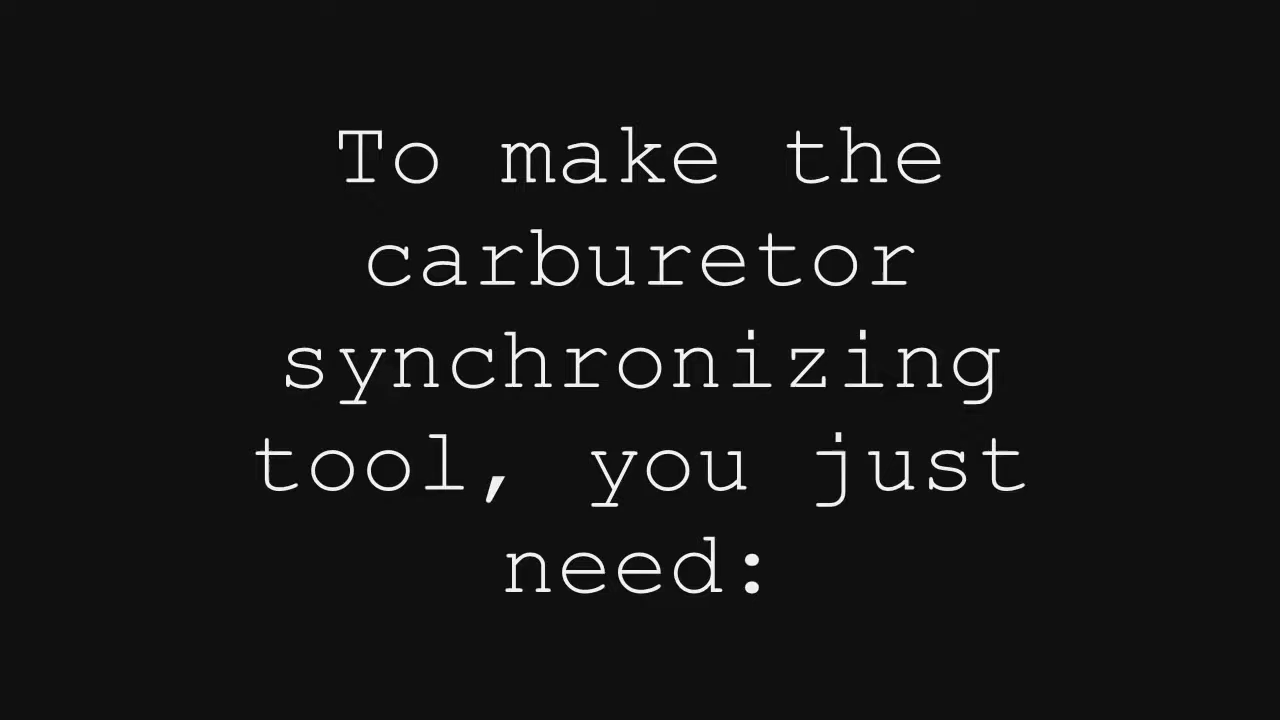 To make the
carburetor
synchronizing
tool, you just
need: